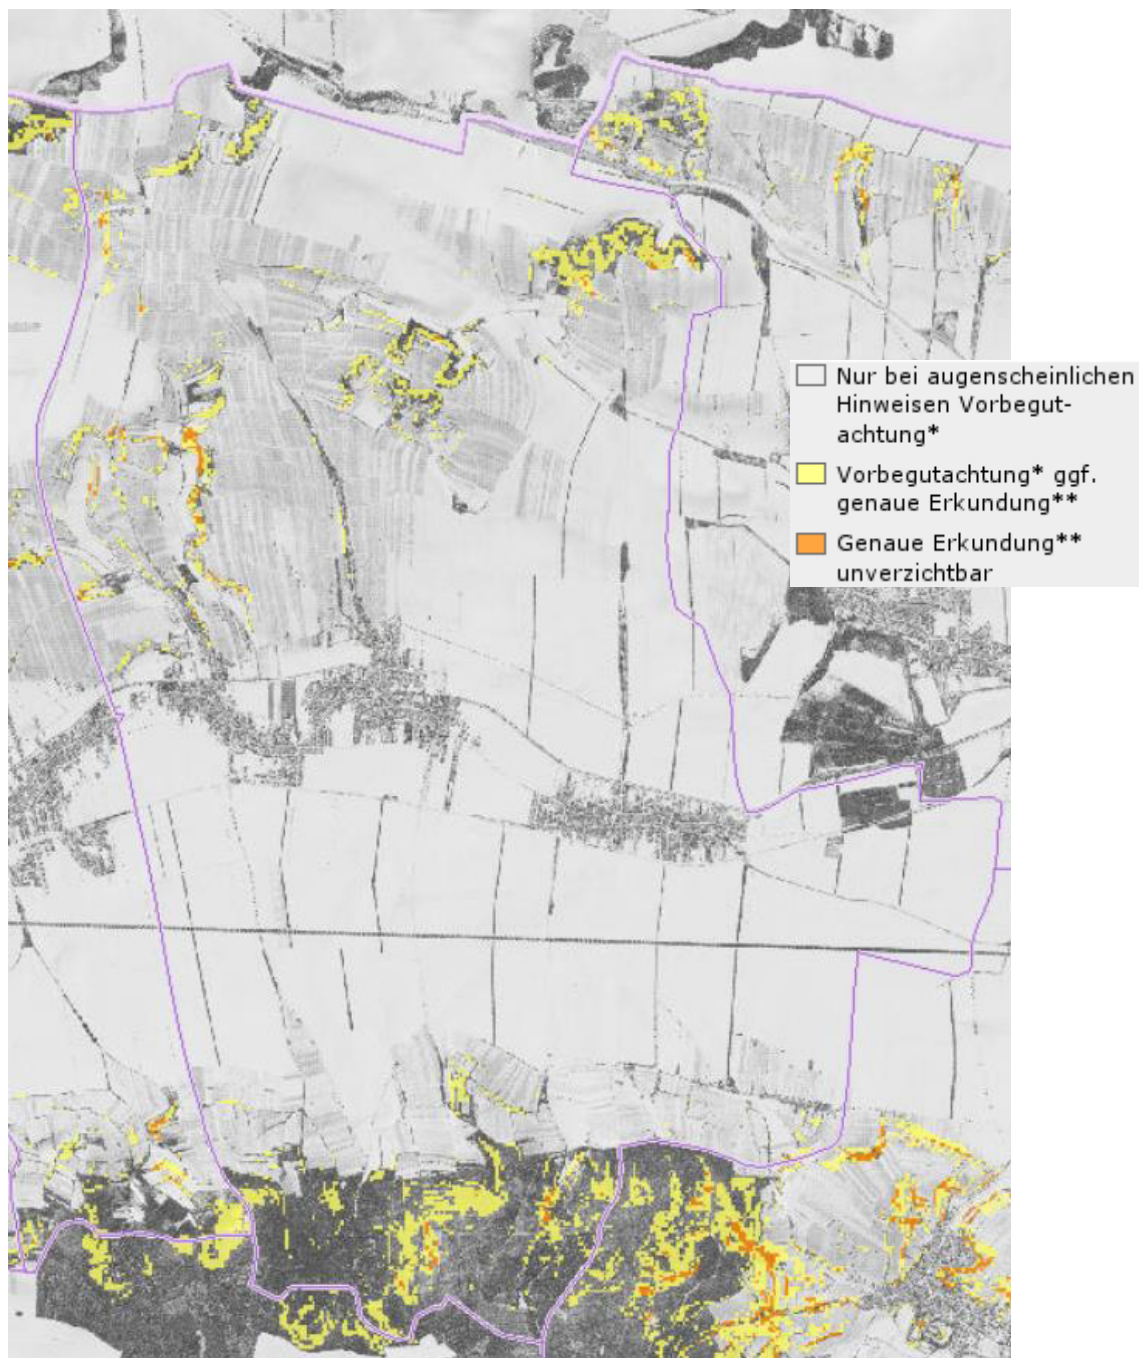 Nur bei augenscheinlichen
Hinweisen Vorbegut-
achtung*
Vorbegutachtung* ggf.
genaue Erkundung**
Genaue Erkundung**
unverzichtbar